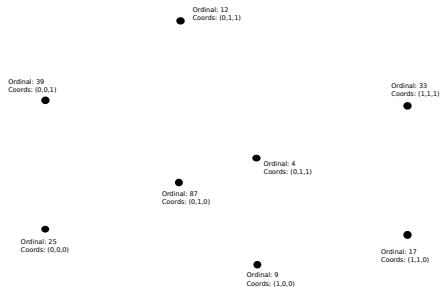 Ordinal: 12
Coords: (0,1,1)
Ordinal: 39
Coords: (0,0,1)
Ordinal: 33
Coords: (1,1,1)
Ordinal: 4
Coords: (0,1,1)
Ordinal: 87
Coords: (0,1,0)
Ordinal: 25
Coords: (0,0,0)
Ordinal: 17
Coords: (1,1,0)
Ordinal: 9
Coords: (1,0,0)